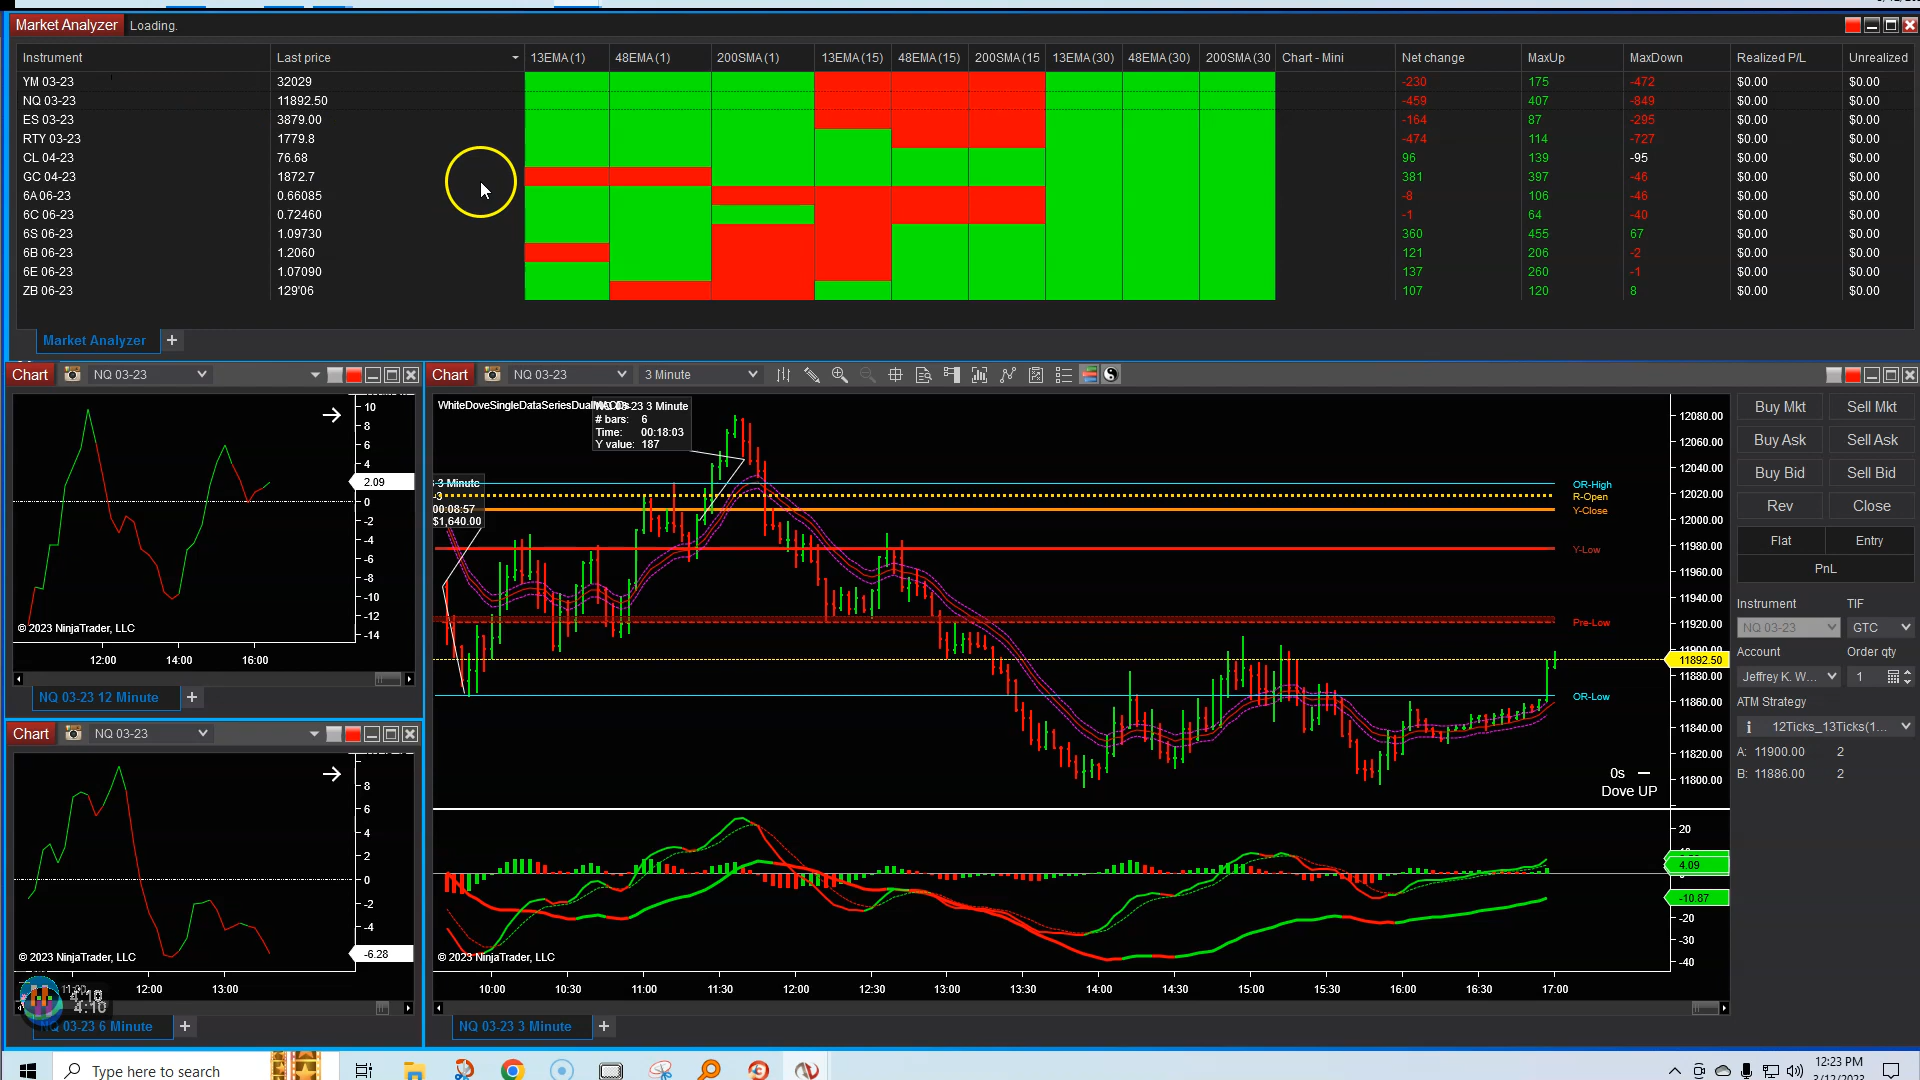 Market Analyzer Loading.
Instrument Last price 13EMA(1) 48EMA(1) 200SMA(1) 13EMA(15) 48EMA(15) 200SMA(15 13EMA(30) 48EMA(30) 200SMA(30 Chart - Mini Net change MaxUp MaxDown Realized P/L Unrealized
YM 03-23 32029 -230 175 -472 $0.00 $0.00
NQ 03-23 11892.50 -459 407 -849 $0.00 $0.00
ES 03-23 3879.00 -164 87 -295 $0.00 $0.00
RTY 03-23 1779.8 -474 114 -727 $0.00 $0.00
CL 04-23 76.68 96 139 -95 $0.00 $0.00
GC 04-23 1872.7 381 397 -46 $0.00 $0.00
6A 06-23 0.66085 -8 106 -46 $0.00 $0.00
6C 06-23 0.72460 -1 64 -40 $0.00 $0.00
6S 06-23 1.09730 360 455 67 $0.00 $0.00
6B 06-23 1.2060 121 206 -2 $0.00 $0.00
6E 06-23 1.07090 137 260 -1 $0.00 $0.00
ZB 06-23 129'06 107 120 8 $0.00 $0.00
Market Analyzer +
Chart NQ 03-23
10
8
6
4
2.09
0
-2
-4
-6
-8
-10
-12
-14
© 2023 NinjaTrader, LLC
12:00 14:00 16:00
NQ 03-23 12 Minute +
Chart NQ 03-23
8
6
4
2
0
-2
-4
-6.28
© 2023 NinjaTrader, LLC
12:00 13:00
4:10
4:10
NQ 03-23 6 Minute +
Chart NQ 03-23 3 Minute
WhiteDoveSingleDataSeriesDual
03-23 3 Minute
# bars: 6
Time: 00:18:03
Y value: 187
3 Minute
-3
00:08:57
$1,640.00
OR-High
R-Open
Y-Close
Y-Low
Pre-Low
OR-Low
12080.00
12060.00
12040.00
12020.00
12000.00
11980.00
11960.00
11940.00
11920.00
11900.00
11892.50
11880.00
11860.00
11840.00
11820.00
11800.00
0s
Dove UP
20
4.09
-10.87
-20
-30
-40
© 2023 NinjaTrader, LLC
10:00 10:30 11:00 11:30 12:00 12:30 13:00 13:30 14:00 14:30 15:00 15:30 16:00 16:30 17:00
NQ 03-23 3 Minute +
Buy Mkt Sell Mkt
Buy Ask Sell Ask
Buy Bid Sell Bid
Rev Close
Flat Entry
PnL
Instrument TIF
NQ 03-23 GTC
Account Order qty
Jeffrey K. W... 1
ATM Strategy
12Ticks_13Ticks(1...
A: 11900.00 2
B: 11886.00 2
Type here to search
12:23 PM